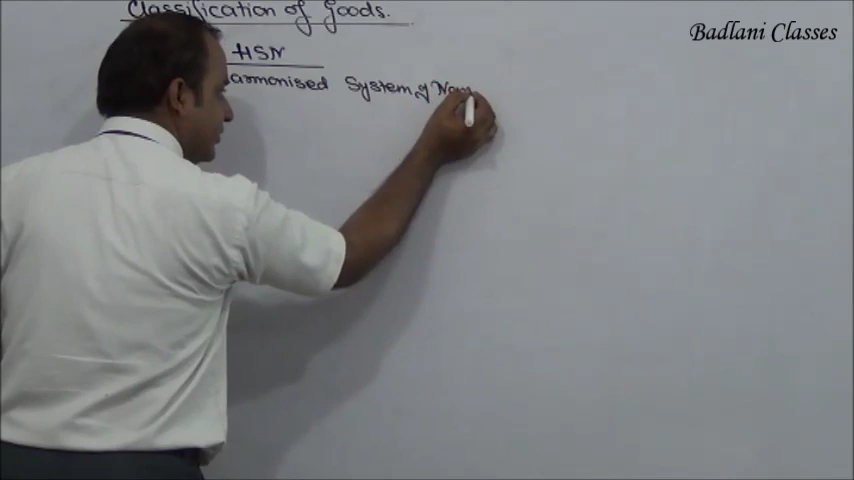 Classification of Goods.
Badlani Classes
HSN
armonised System of Nom